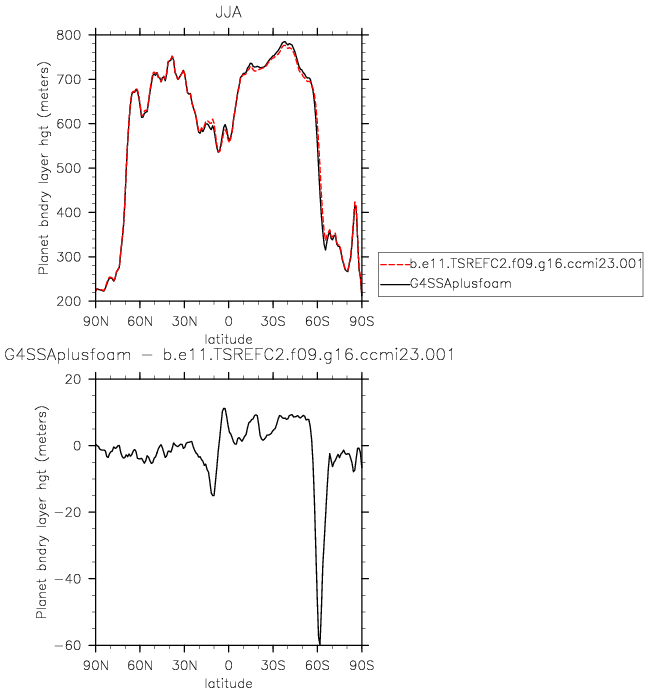 JJA
Planet bndry layer hgt (meters)
800
700
600
500
400
300
200
90N 60N 30N 0 30S 60S 90S
latitude
b.e11.TSREFC2.f09.g16.ccmi23.001
G4SSAplusfoam
G4SSAplusfoam − b.e11.TSREFC2.f09.g16.ccmi23.001
Planet bndry layer hgt (meters)
20
0
−20
−40
−60
90N 60N 30N 0 30S 60S 90S
latitude